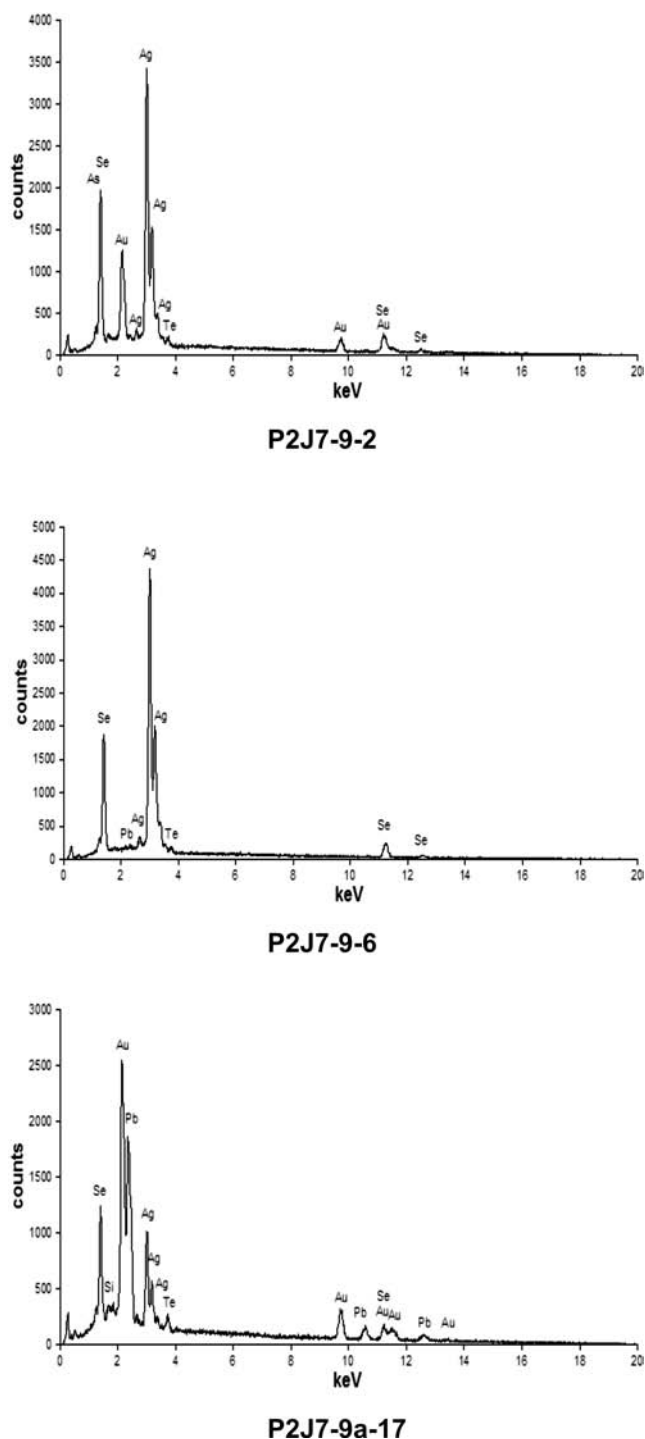 4000
3500
3000
2500
2000
1500
1000
500
0
counts
Ag
Se
As
Au
Ag
Ag
Ag
Te
Au
Se
Au
Se
0 2 4 6 8 10 12 14 16 18 20
keV
P2J7-9-2
5000
4500
4000
3500
3000
2500
2000
1500
1000
500
0
counts
Ag
Se
Ag
Pb
Ag
Te
Se
Se
0 2 4 6 8 10 12 14 16 18 20
keV
P2J7-9-6
3000
2500
2000
1500
1000
500
0
counts
Au
Pb
Se
Ag
Si
Ag
Ag
Te
Au
Pb
Se
Au
Au
Pb
Au
0 2 4 6 8 10 12 14 16 18 20
keV
P2J7-9a-17